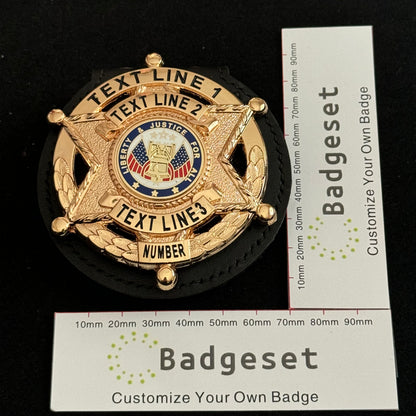 TEXT LINE 1
TEXT LINE 2
LIBERTY & JUSTICE FOR ALL
TEXT LINE3
NUMBER
10mm 20mm 30mm 40mm 50mm 60mm 70mm 80mm 90mm
Badgeset
Customize Your Own Badge
10mm 20mm 30mm 40mm 50mm 60mm 70mm 80mm 90mm
Badgeset
Customize Your Own Badge